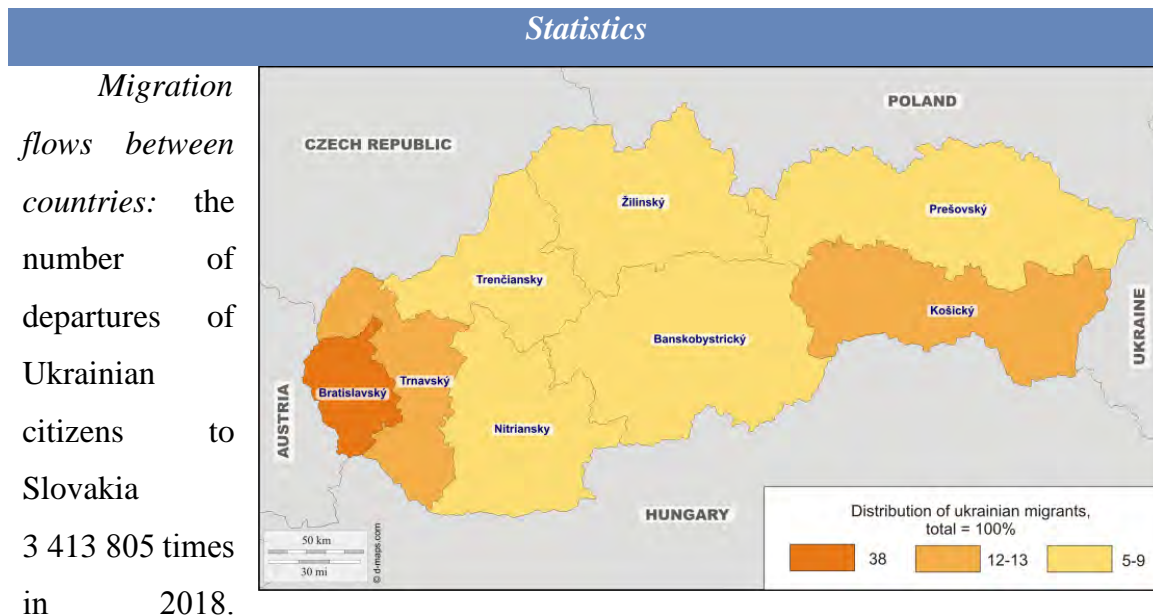 Statistics
Migration
flows between
countries: the
number of
departures of
Ukrainian
citizens to
Slovakia
3 413 805 times
in 2018.
POLAND
CZECH REPUBLIC
Žilinský
Prešovský
Trenčiansky
Košický
UKRAINE
Banskobystrický
Trnavský
Bratislavský
AUSTRIA
Nitriansky
HUNGARY
50 km
30 mi
© d-maps.com
Distribution of ukrainian migrants,
total = 100%
38 12-13 5-9